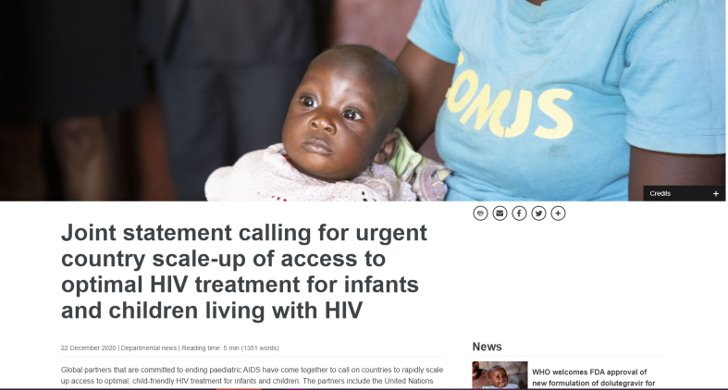 OMJS
Credits +
Joint statement calling for urgent
country scale-up of access to
optimal HIV treatment for infants
and children living with HIV
22 December 2020 | Departmental news | Reading time: 5 min (1351 words)
Global partners that are committed to ending paediatric AIDS have come together to call on countries to rapidly scale
up access to optimal, child-friendly HIV treatment for infants and children. The partners include the United Nations
News
WHO welcomes FDA approval of
new formulation of dolutegravir for